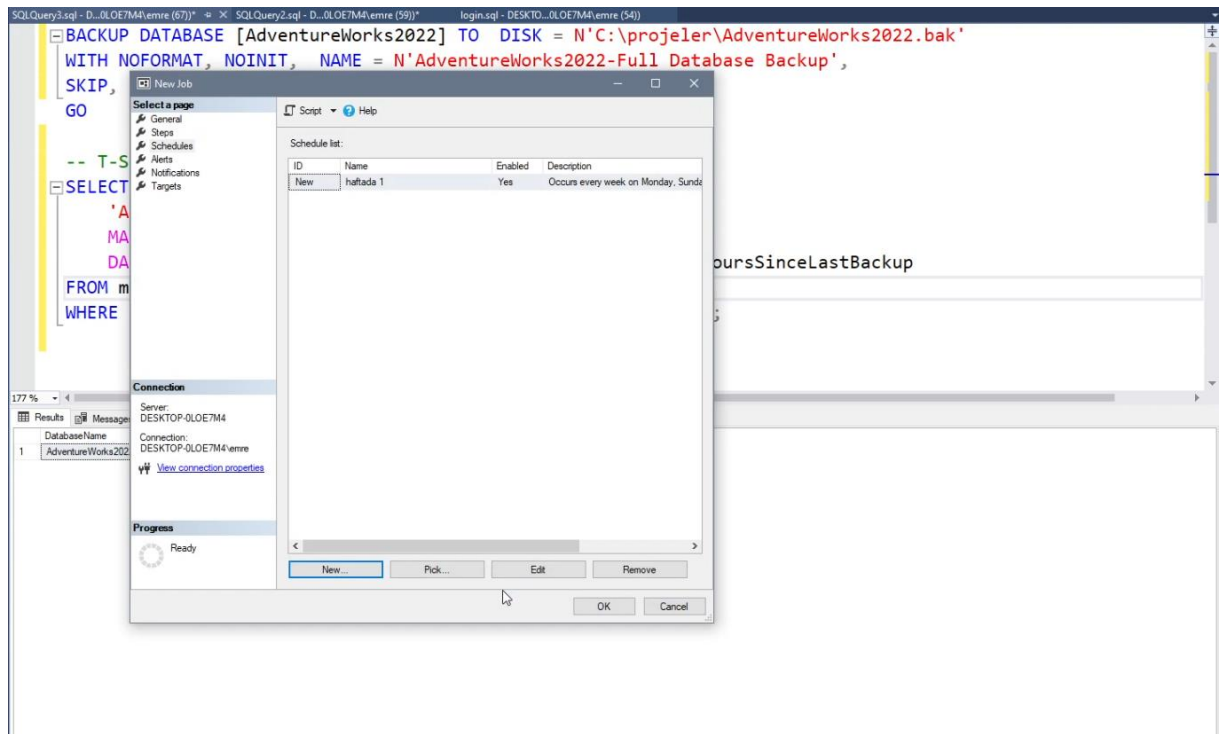 SQLQuery3.sql - D...0LOE7M4\emre (67))* SQLQuery2.sql - D...0LOE7M4\emre (59))* login.sql - DESKTO...0LOE7M4\emre (54))
BACKUP DATABASE [AdventureWorks2022] TO DISK = N'C:\projeler\AdventureWorks2022.bak'
WITH NOFORMAT, NOINIT, NAME = N'AdventureWorks2022-Full Database Backup',
SKIP,
GO
-- T-S
SELECT
'A
MA
DA oursSinceLastBackup
FROM m
WHERE ;
New Job
Select a page
General
Steps
Schedules
Alerts
Notifications
Targets
Script Help
Schedule list:
ID Name Enabled Description
New haftada 1 Yes Occurs every week on Monday, Sunda
Connection
Server:
DESKTOP-0LOE7M4
Connection:
DESKTOP-0LOE7M4\emre
View connection properties
Progress
Ready
New... Pick... Edit Remove
OK Cancel
177 %
Results Message
DatabaseName
1 AdventureWorks202